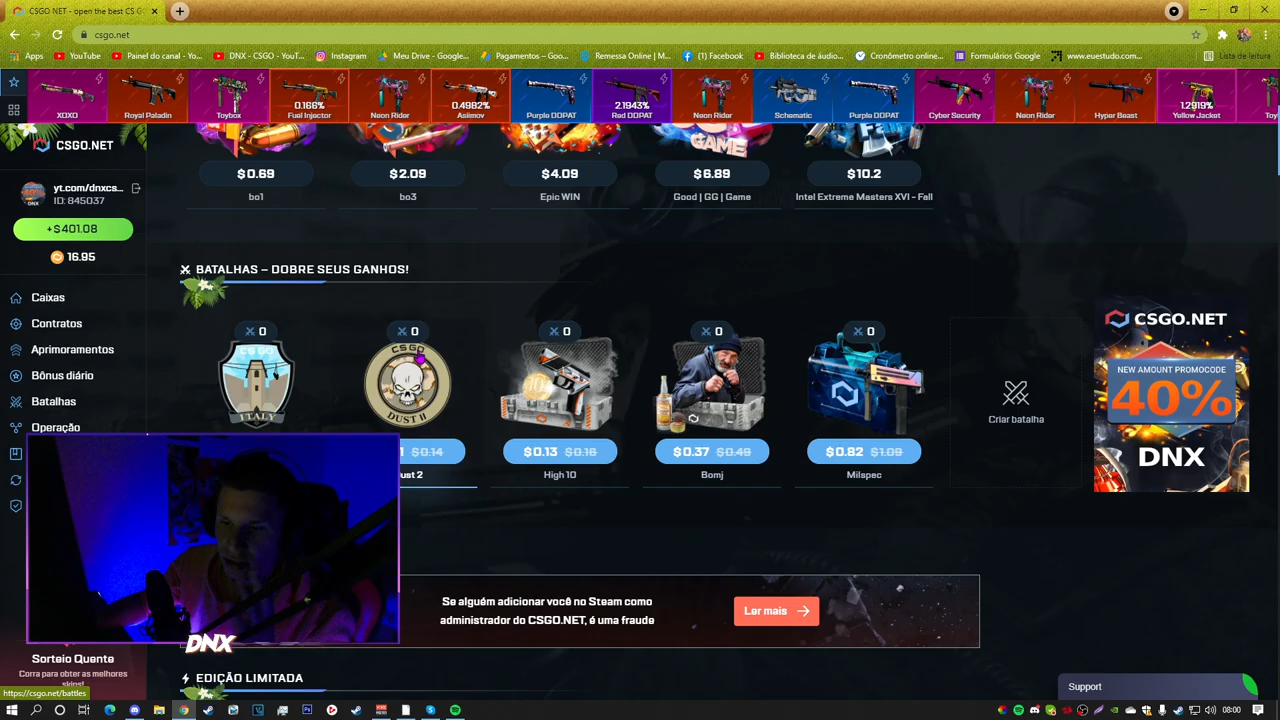 CSGO.NET - open the best CS GO
csgo.net
Apps
YouTube
Painel do canal - Yo...
DNX - CSGO - YouT...
Instagram
Meu Drive - Google...
Pagamentos – Goo...
Remessa Online | M...
(1) Facebook
Biblioteca de áudio...
Cronômetro online...
Formulários Google
www.euestudo.com...
Lista de leitura
0.166%
0.4982%
2.1943%
1.2919%
XOXO
Royal Paladin
Toybox
Fuel Injector
Neon Rider
Asiimov
Purple DDPAT
Red DDPAT
Neon Rider
Schematic
Purple DDPAT
Cyber Security
Neon Rider
Hyper Beast
Yellow Jacket
CSGO.NET
GAME
$0.69
$2.09
$4.09
$6.89
$10.2
bo1
bo3
Epic WIN
Good | GG | Game
Intel Extreme Masters XVI - Fall
yt.com/dnxcs...
ID: 845037
+$401.08
16.95
BATALHAS – DOBRE SEUS GANHOS!
Caixas
Contratos
Aprimoramentos
Bônus diário
Batalhas
Operação
0
0
0
0
0
CS GO
ITALY
CSGO
DUST II
$0.14
$0.13 $0.18
$0.37 $0.49
$0.82 $1.09
ust 2
High 10
Bomj
Milspec
Criar batalha
CSGO.NET
NEW AMOUNT PROMOCODE
40%
DNX
Se alguém adicionar você no Steam como
administrador do CSGO.NET, é uma fraude
Ler mais
DNX
Sorteio Quente
Corra para obter as melhores
skins!
EDIÇÃO LIMITADA
https://csgo.net/battles
Support
08:00